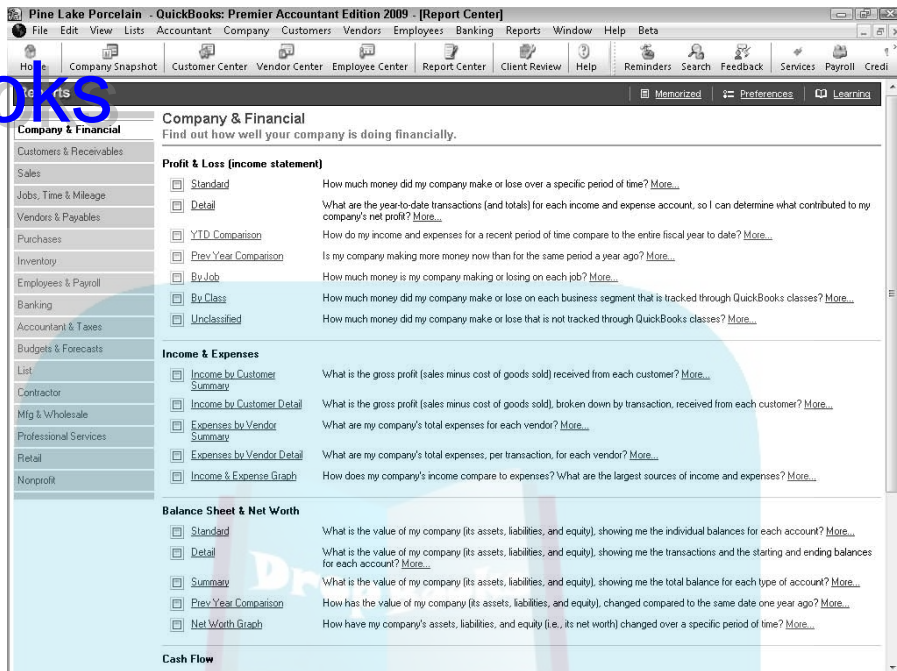 Pine Lake Porcelain - QuickBooks: Premier Accountant Edition 2009 - [Report Center]
File Edit View Lists Accountant Company Customers Vendors Employees Banking Reports Window Help Beta
Home Company Snapshot Customer Center Vendor Center Employee Center Report Center Client Review Help Reminders Search Feedback Services Payroll Credi
Reports Memorized Preferences Learning
ooks
Company & Financial
Customers & Receivables
Sales
Jobs, Time & Mileage
Vendors & Payables
Purchases
Inventory
Employees & Payroll
Banking
Accountant & Taxes
Budgets & Forecasts
List
Contractor
Mfg & Wholesale
Professional Services
Retail
Nonprofit
Company & Financial
Find out how well your company is doing financially.
Profit & Loss (income statement)
Standard How much money did my company make or lose over a specific period of time? More...
Detail What are the year-to-date transactions (and totals) for each income and expense account, so I can determine what contributed to my
company's net profit? More...
YTD Comparison How do my income and expenses for a recent period of time compare to the entire fiscal year to date? More...
Prev Year Comparison Is my company making more money now than for the same period a year ago? More...
By Job How much money is my company making or losing on each job? More...
By Class How much money did my company make or lose on each business segment that is tracked through QuickBooks classes? More...
Unclassified How much money did my company make or lose that is not tracked through QuickBooks classes? More...
Income & Expenses
Income by Customer What is the gross profit (sales minus cost of goods sold) received from each customer? More...
Summary
Income by Customer Detail What is the gross profit (sales minus cost of goods sold), broken down by transaction, received from each customer? More...
Expenses by Vendor What are my company's total expenses for each vendor? More...
Summary
Expenses by Vendor Detail What are my company's total expenses, per transaction, for each vendor? More...
Income & Expense Graph How does my company's income compare to expenses? What are the largest sources of income and expenses? More...
Balance Sheet & Net Worth
Standard What is the value of my company (its assets, liabilities, and equity), showing me the individual balances for each account? More...
Detail What is the value of my company (its assets, liabilities, and equity), showing me the transactions and the starting and ending balances
for each account? More...
Summary What is the value of my company (its assets, liabilities, and equity), showing me the total balance for each type of account? More...
Prev Year Comparison How has the value of my company (its assets, liabilities, and equity), changed compared to the same date one year ago? More...
Net Worth Graph How have my company's assets, liabilities, and equity (i.e., its net worth) changed over a specific period of time? More...
Cash Flow